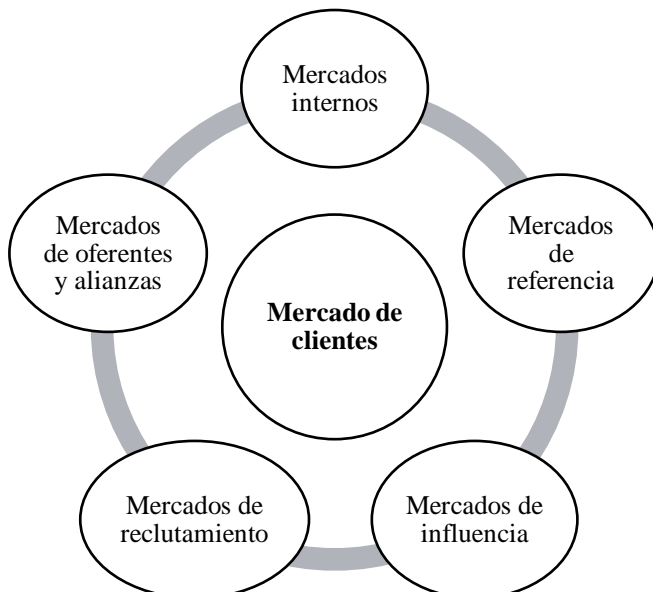 Mercados
internos
Mercados
de oferentes
y alianzas
Mercados
de
referencia
Mercado de
clientes
Mercados de
reclutamiento
Mercados de
influencia